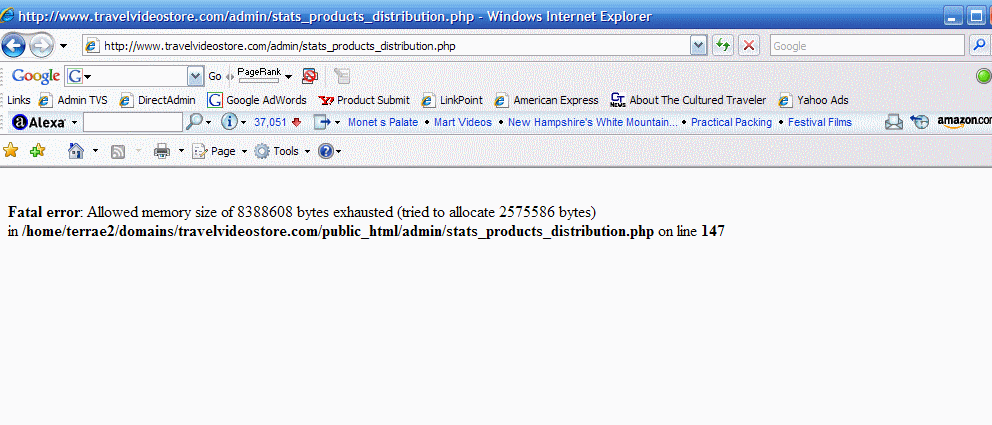 http://www.travelvideostore.com/admin/stats_products_distribution.php - Windows Internet Explorer
http://www.travelvideostore.com/admin/stats_products_distribution.php
Google
Google G Go PageRank
Links Admin TVS DirectAdmin G Google AdWords Y! Product Submit LinkPoint American Express CT NEWS About The Cultured Traveler Yahoo Ads
a Alexa 37,051 Monet s Palate • Mart Videos • New Hampshire's White Mountain... • Practical Packing • Festival Films amazon.con
Page Tools ?
Fatal error: Allowed memory size of 8388608 bytes exhausted (tried to allocate 2575586 bytes)
in /home/terrae2/domains/travelvideostore.com/public_html/admin/stats_products_distribution.php on line 147